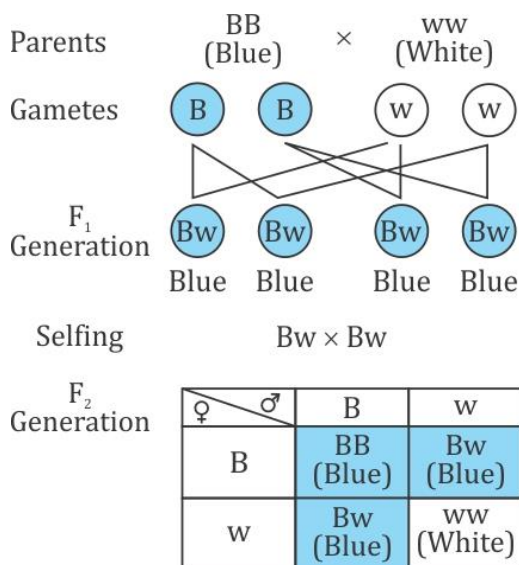 Parents BB × ww
(Blue) (White)
Gametes B B w w
F₁
Generation Bw Bw Bw Bw
Blue Blue Blue Blue
Selfing Bw × Bw
F₂
Generation
♀ ♂ B w
B BB Bw
(Blue) (Blue)
w Bw ww
(Blue) (White)